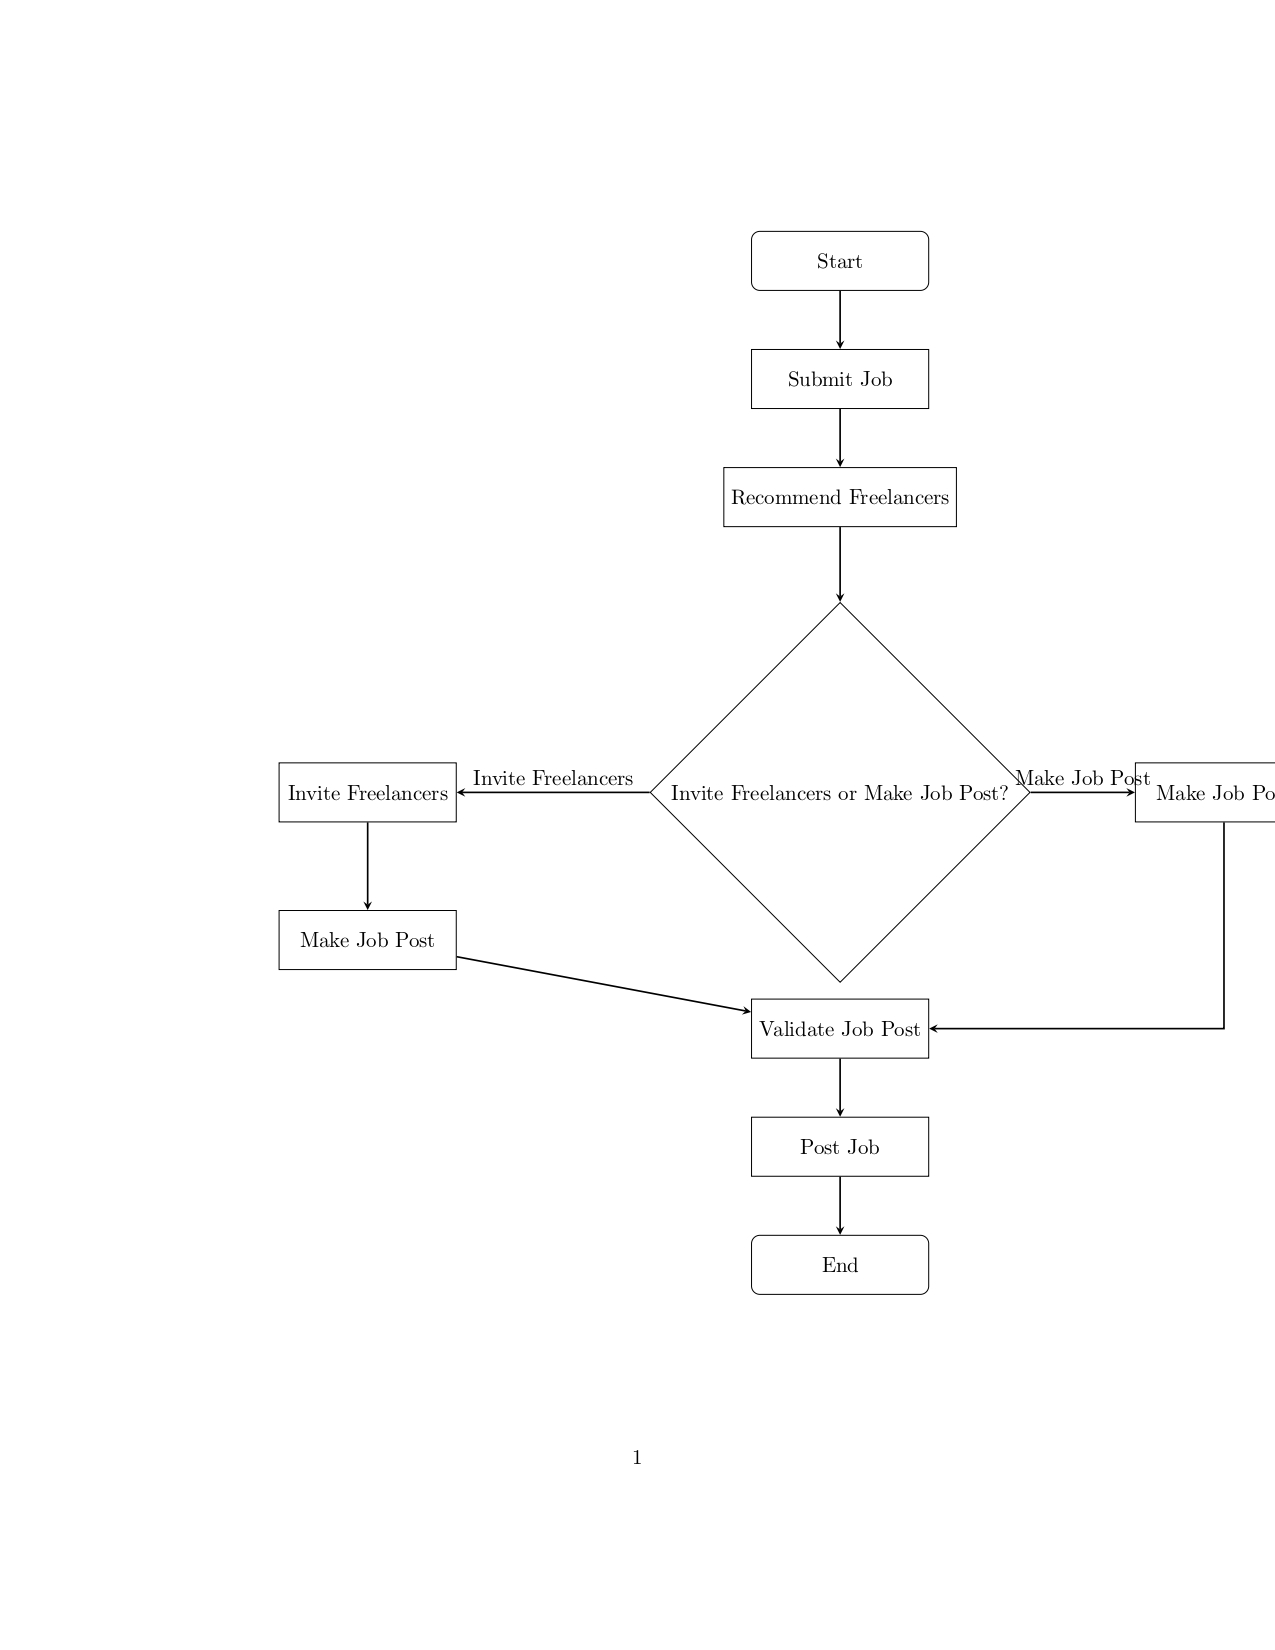 Start
Submit Job
Recommend Freelancers
Invite Freelancers
Make Job Post
Invite Freelancers
Invite Freelancers or Make Job Post?
Make Job Po
Make Job Post
Validate Job Post
Post Job
End
1